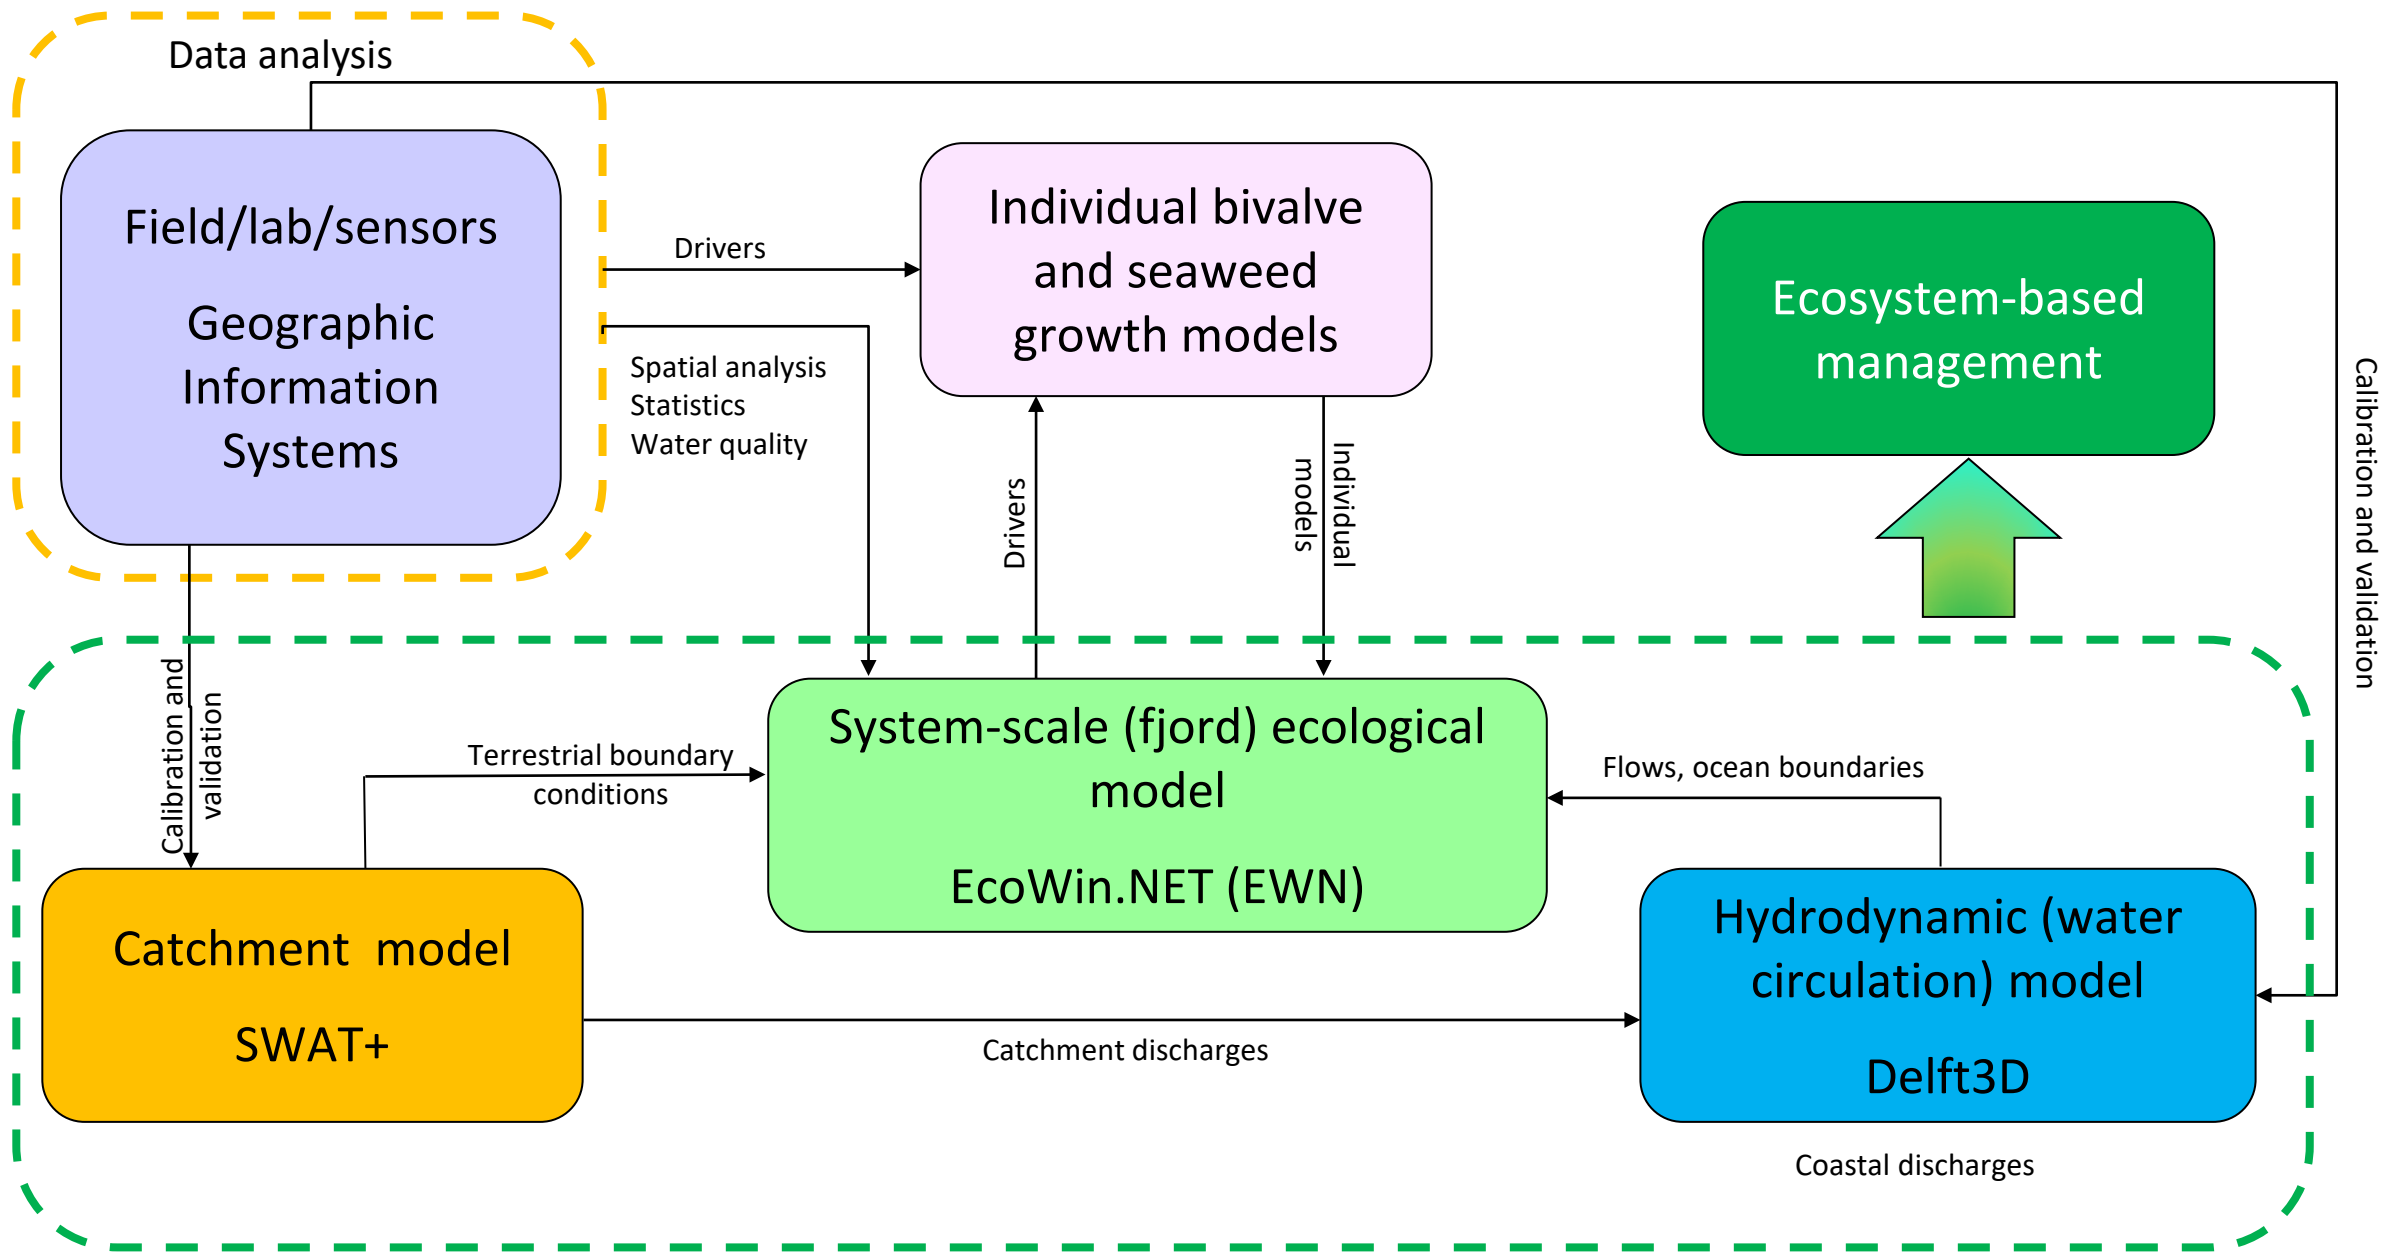 Data analysis
Field/lab/sensors
Geographic
Information
Systems
Drivers
Spatial analysis
Statistics
Water quality
Individual bivalve
and seaweed
growth models
Ecosystem-based
management
Calibration and validation
Drivers
Individual
models
Calibration and
validation
Terrestrial boundary
conditions
System-scale (fjord) ecological
model
EcoWin.NET (EWN)
Flows, ocean boundaries
Catchment  model
SWAT+
Catchment discharges
Hydrodynamic (water
circulation) model
Delft3D
Coastal discharges